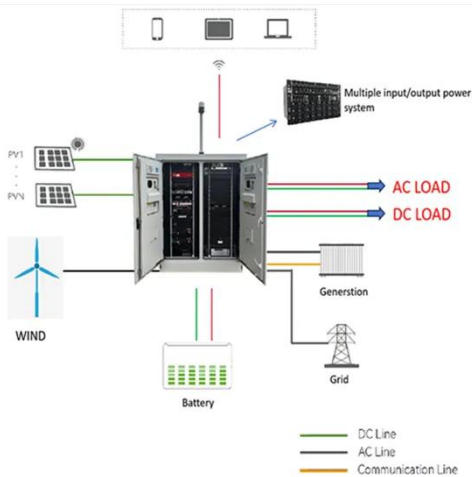 Multiple input/output power
system
PV1
PVN
AC LOAD
DC LOAD
WIND
Generstion
Battery
Grid
DC Line
AC Line
Communication Line